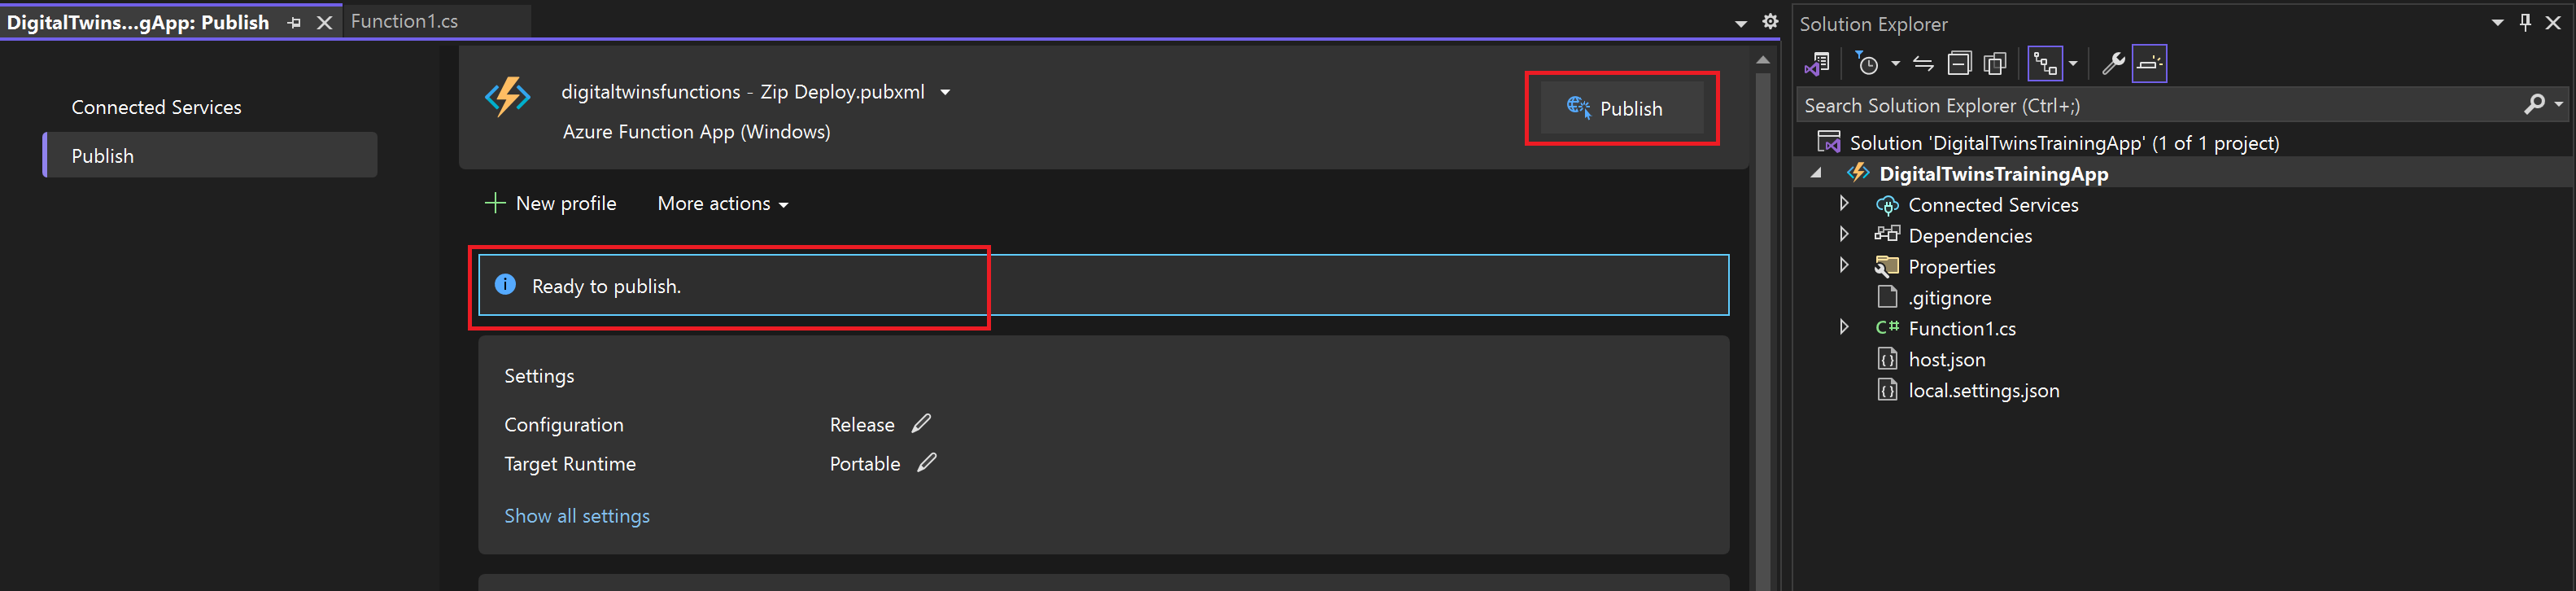 DigitalTwins...gApp: Publish
Function1.cs
Connected Services
Publish
digitaltwinsfunctions - Zip Deploy.pubxml
Azure Function App (Windows)
Publish
New profile
More actions
Ready to publish.
Settings
Configuration
Release
Target Runtime
Portable
Show all settings
Solution Explorer
Search Solution Explorer (Ctrl+;)
Solution 'DigitalTwinsTrainingApp' (1 of 1 project)
DigitalTwinsTrainingApp
Connected Services
Dependencies
Properties
.gitignore
C# Function1.cs
host.json
local.settings.json